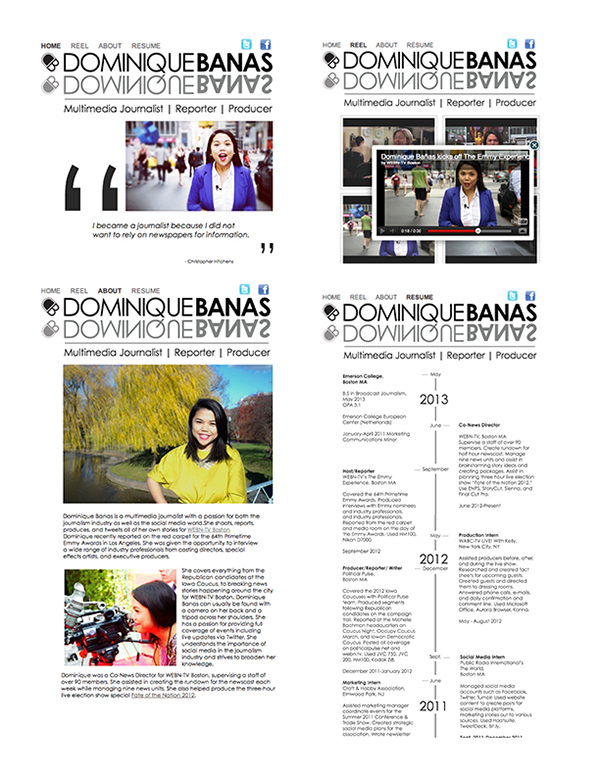 HOME REEL ABOUT RESUME
DOMINIQUEBANAS
DOMINIQUEBANAS
Multimedia Journalist | Reporter | Producer
“
I became a journalist because I did not
want to rely on newspapers for information.
”
- Christopher Hitchens
HOME REEL ABOUT RESUME
DOMINIQUEBANAS
DOMINIQUEBANAS
Multimedia Journalist | Reporter | Producer
Dominique Bañas kicks off The Emmy Experience
by WEBN-TV Boston
0:18 / 0:30
HOME REEL ABOUT RESUME
DOMINIQUEBANAS
DOMINIQUEBANAS
Multimedia Journalist | Reporter | Producer
Dominique Banas is a multimedia journalist with a passion for both the
journalism industry as well as the social media world.She shoots, reports,
produces, and tweets all of her own stories for WEBN-TV Boston.
Dominique recently reported on the red carpet for the 64th Primetime
Emmy Awards in Los Angeles. She was given the opportunity to interview
a wide range of industry professionals from casting directors, special
effects artists, and executive producers.
She covers everything from the
Republican candidates at the
Iowa Caucus, to breaking news
stories happening around the city
for WEBN-TV Boston. Dominique
Banas can usually be found with
a camera on her back and a
tripod across her shoulders. She
has a passion for providing full
coverage of events including
live updates via Twitter. She
understands the importance of
social media in the journalism
industry and strives to broaden her
knowledge.
Dominique was a Co-News Director for WEBN-TV Boston, supervising a staff of
over 90 members. She assisted in creating the rundown for the newscast each
week while managing nine news units. She also helped produce the three-hour
live election show special Fate of the Nation 2012.
HOME REEL ABOUT RESUME
DOMINIQUEBANAS
DOMINIQUEBANAS
Multimedia Journalist | Reporter | Producer
Emerson College,
Boston MA
B.S in Broadcast Journalism,
May 2013
GPA 3.1
Emerson College European
Center (Netherlands)
January-April 2011 Marketing
Communications Minor
May
2013
June
Co-News Director
WEBN-TV, Boston MA
Supervise a staff of over 90
members. Create rundown for
half hour newscast. Manage
nine news units and assist in
brainstorming story ideas and
creating packages. Assist in
planning three hour live election
show "Fate of the Nation 2012."
Use ENPS, StoryCut, Sienna, and
Final Cut Pro.
June 2012-Present
September
Host/Reporter
WEBN-TV's The Emmy
Experience, Boston MA
Covered the 64th Primetime
Emmy Awards. Produced
interviews with Emmy nominees
and industry professionals.
and industry professionals.
Reported from the red carpet
and media room on the day of
the Emmy Awards. Used HM100,
Nikon D7000.
September 2012
May
2012
Production Intern
WABC-TV LIVE! With Kelly,
New York City, NY
Assisted producers before, after,
and during the live show.
Researched and created fact
sheets for upcoming guests.
Greeted guests and directed
them to dressing rooms.
Answered phone calls, e-mails,
and daily confirmation and
comment line. Used Microsoft
Office, Aurora Browser, Kanna.
May - August 2012
December
Producer/Reporter/ Writer
Political Pulse,
Boston, MA
Covered the 2012 Iowa
Caucuses with Political Pulse
team. Produced segments
following Republican
candidates on the campaign
trail. Reported at the Michelle
Bachman headquarters on
Caucus Night, Occupy Caucus
March, and Iowa Democratic
Caucus. Posted all coverage
on politicalpulse.net and
webn.tv. Used JVC 750, JVC
200, HM100, Kodak Zi8.
December 2011-January 2012
Sept.
Social Media Intern
Public Radio International's
The World,
Boston MA
Managed social media
accounts such as Facebook,
Twitter, Tumblr. Used website
content to create posts for
social media platforms,
marketing stories out to various
sources. Used Hootsuite,
TweetDeck, Bit.ly.
Sept. 2011-December 2011
June
2011
Marketing Intern
Craft & Hobby Association,
Elmwood Park, NJ
Assisted marketing manager
coordinate events for the
Summer 2011 Conference &
Trade Show. Created strategic
social media plans for the
association. Wrote newsletter